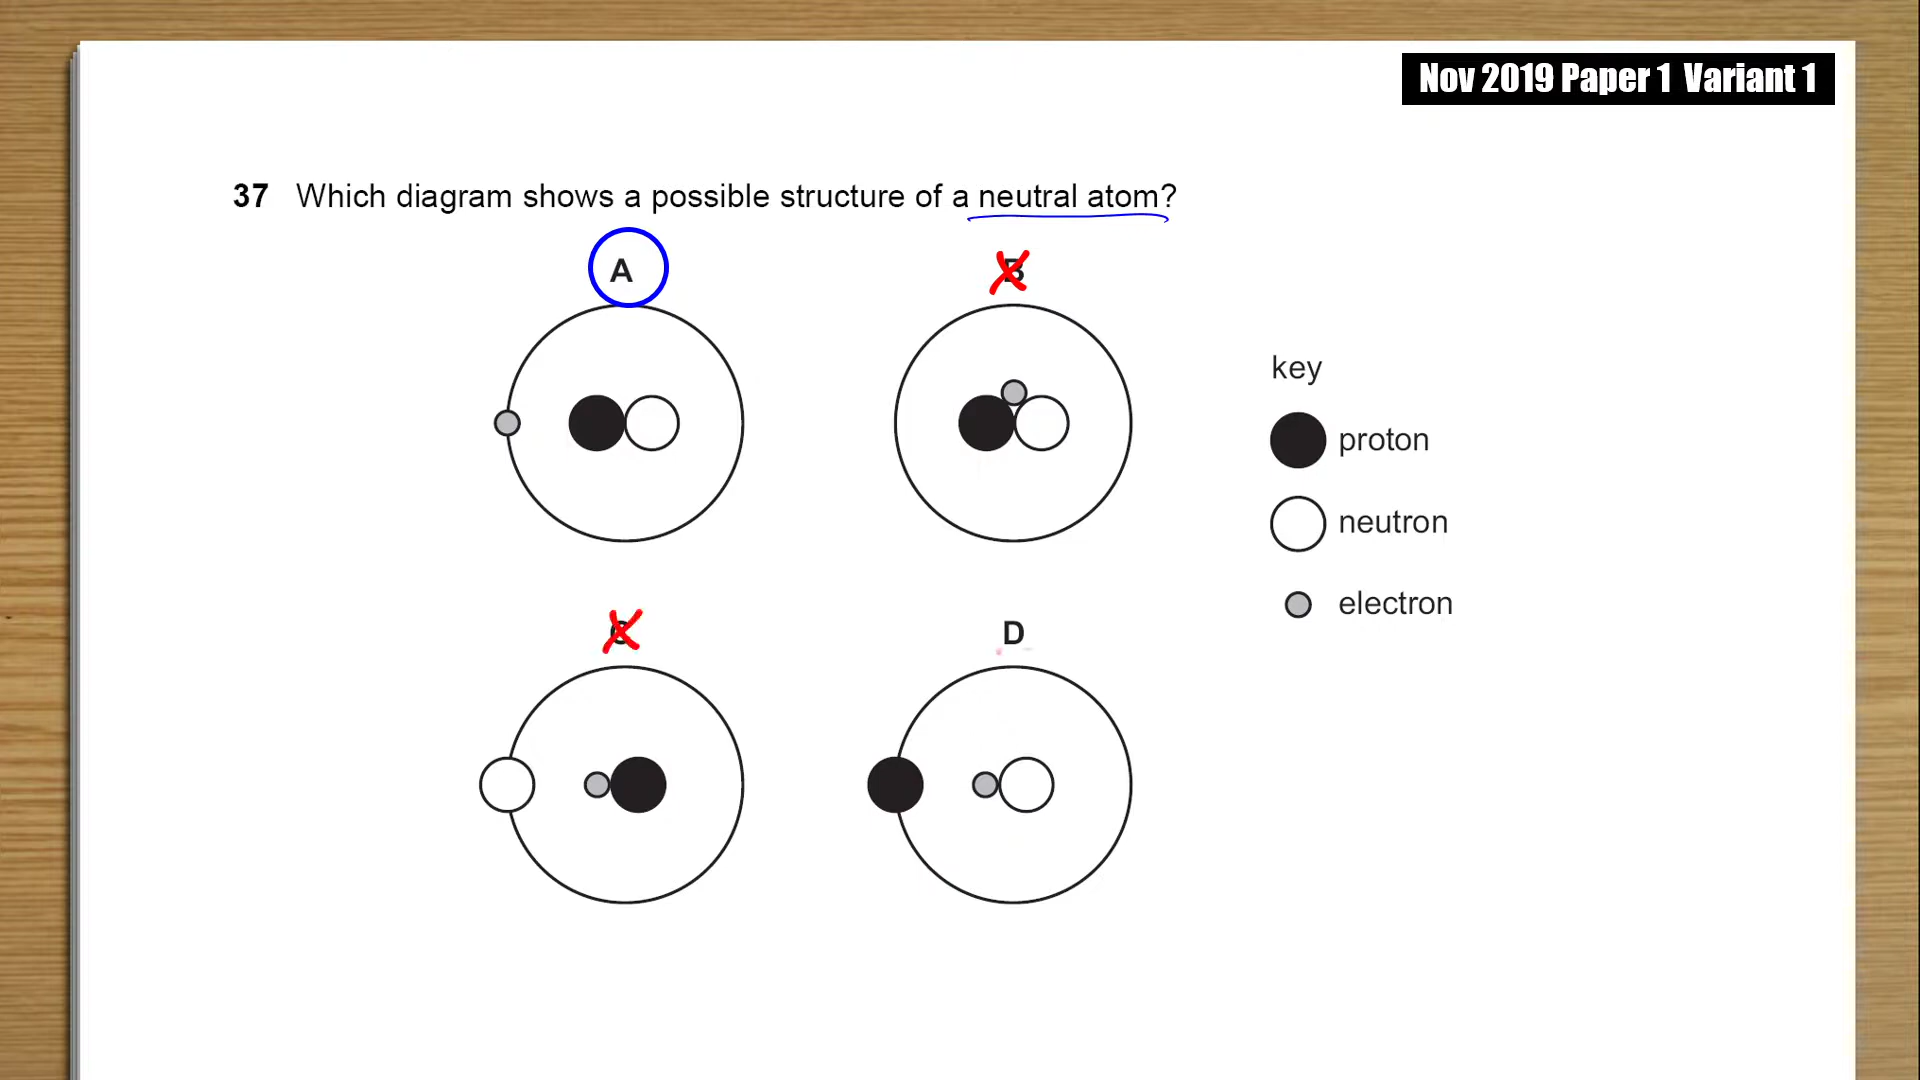 Nov 2019 Paper 1 Variant 1
37 Which diagram shows a possible structure of a neutral atom?
A
B
key
proton
neutron
electron
C
D